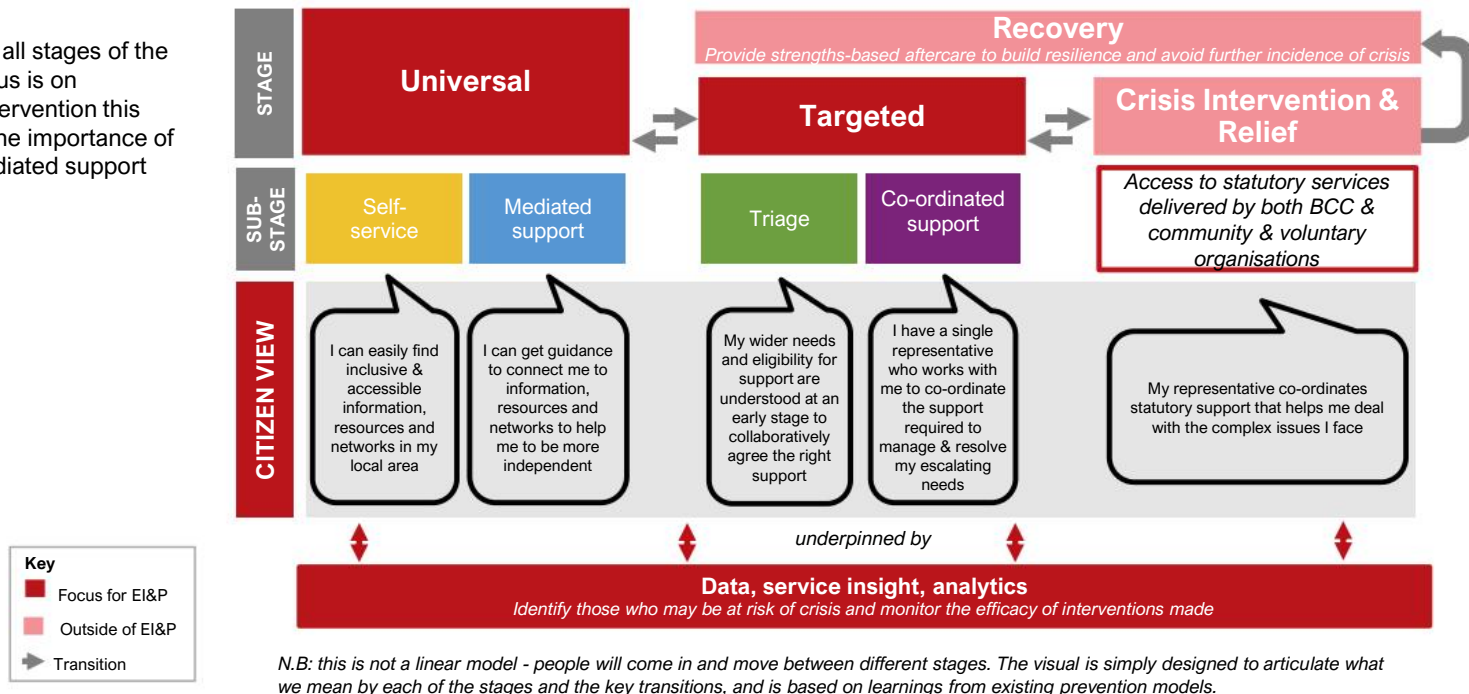 all stages of the
us is on
ervention this
he importance of
diated support
STAGE
Universal
Recovery
Provide strengths-based aftercare to build resilience and avoid further incidence of crisis
Targeted
Crisis Intervention &
Relief
SUB-
STAGE
Self-
service
Mediated
support
Triage
Co-ordinated
support
Access to statutory services
delivered by both BCC &
community & voluntary
organisations
CITIZEN VIEW
I can easily find
inclusive &
accessible
information,
resources and
networks in my
local area
I can get guidance
to connect me to
information,
resources and
networks to help
me to be more
independent
My wider needs
and eligibility for
support are
understood at an
early stage to
collaboratively
agree the right
support
I have a single
representative
who works with
me to co-ordinate
the support
required to
manage & resolve
my escalating
needs
My representative co-ordinates
statutory support that helps me deal
with the complex issues I face
underpinned by
Data, service insight, analytics
Identify those who may be at risk of crisis and monitor the efficacy of interventions made
Key
Focus for EI&P
Outside of EI&P
Transition
N.B: this is not a linear model - people will come in and move between different stages. The visual is simply designed to articulate what
we mean by each of the stages and the key transitions, and is based on learnings from existing prevention models.